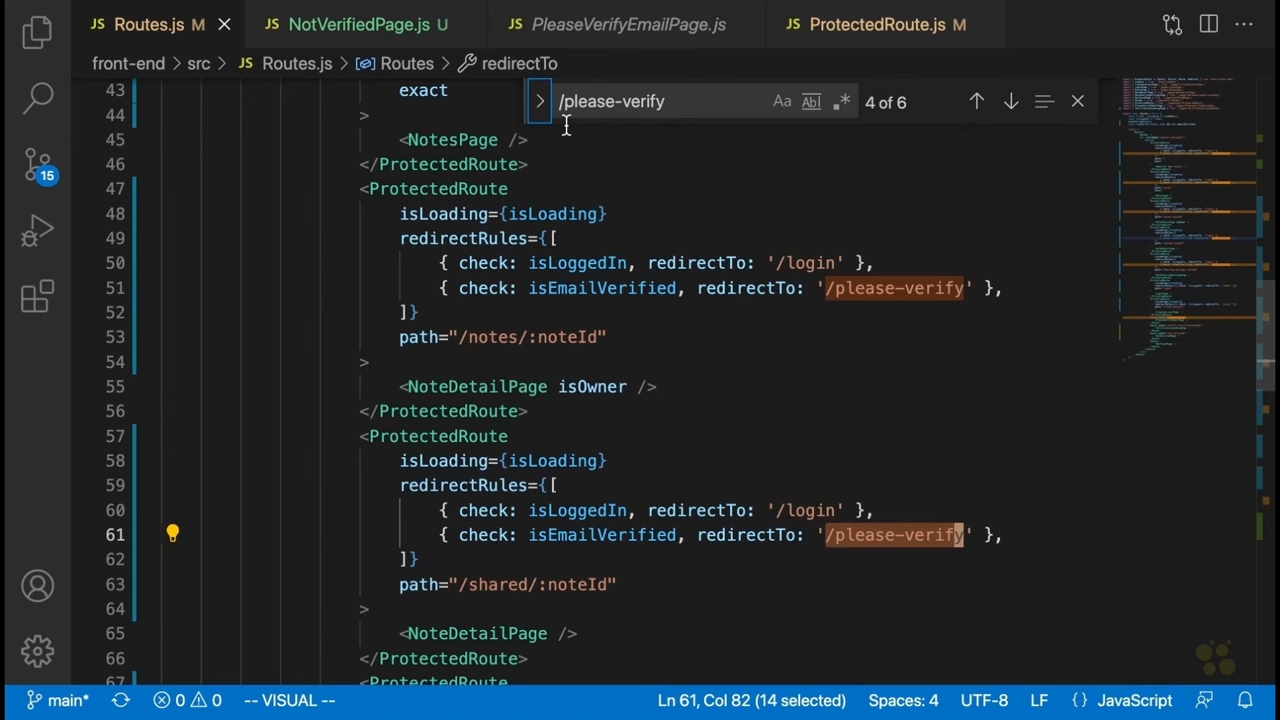 Routes.js M
NotVerifiedPage.js U
PleaseVerifyEmailPage.js
ProtectedRoute.js M
front-end > src > JS Routes.js > Routes > redirectTo
/please-verify
Aa Ab .* 4 of 6
43 exact
44 >
45 <NotesPage />
46 </ProtectedRoute>
47 <ProtectedRoute
48 isLoading={isLoading}
49 redirectRules={[
50 { check: isLoggedIn, redirectTo: '/login' },
51 { check: isEmailVerified, redirectTo: '/please-verify' },
52 ]}
53 path="/notes/:noteId"
54 >
55 <NoteDetailPage isOwner />
56 </ProtectedRoute>
57 <ProtectedRoute
58 isLoading={isLoading}
59 redirectRules={[
60 { check: isLoggedIn, redirectTo: '/login' },
61 { check: isEmailVerified, redirectTo: '/please-verify' },
62 ]}
63 path="/shared/:noteId"
64 >
65 <NoteDetailPage />
66 </ProtectedRoute>
67 <ProtectedRoute
15
main* 0 0 -- VISUAL -- Ln 61, Col 82 (14 selected) Spaces: 4 UTF-8 LF {} JavaScript